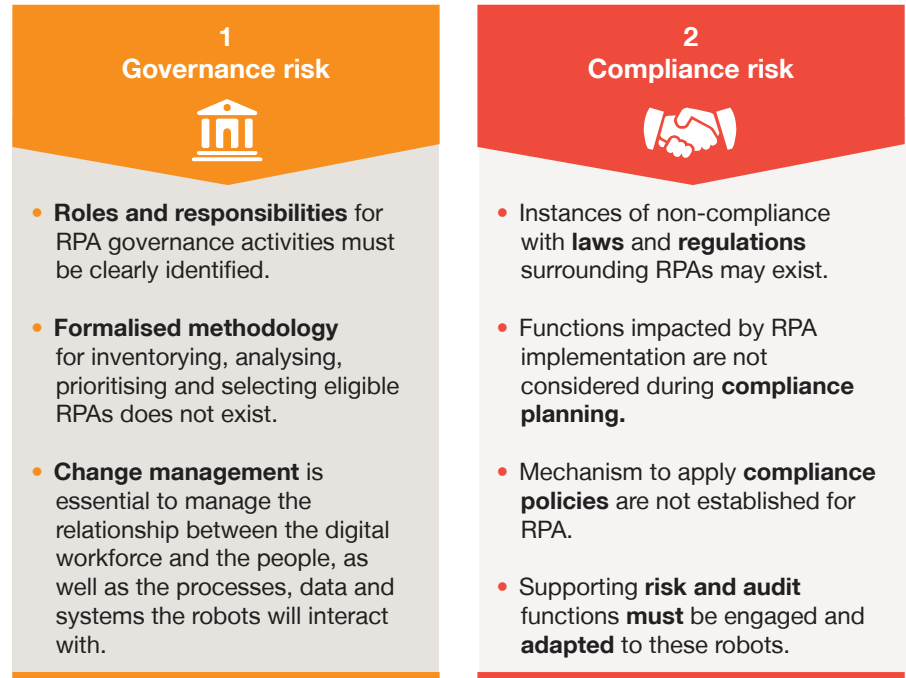 1
Governance risk
• Roles and responsibilities for
RPA governance activities must
be clearly identified.
• Formalised methodology
for inventorying, analysing,
prioritising and selecting eligible
RPAs does not exist.
• Change management is
essential to manage the
relationship between the digital
workforce and the people, as
well as the processes, data and
systems the robots will interact
with.
2
Compliance risk
• Instances of non-compliance
with laws and regulations
surrounding RPAs may exist.
• Functions impacted by RPA
implementation are not
considered during compliance
planning.
• Mechanism to apply compliance
policies are not established for
RPA.
• Supporting risk and audit
functions must be engaged and
adapted to these robots.